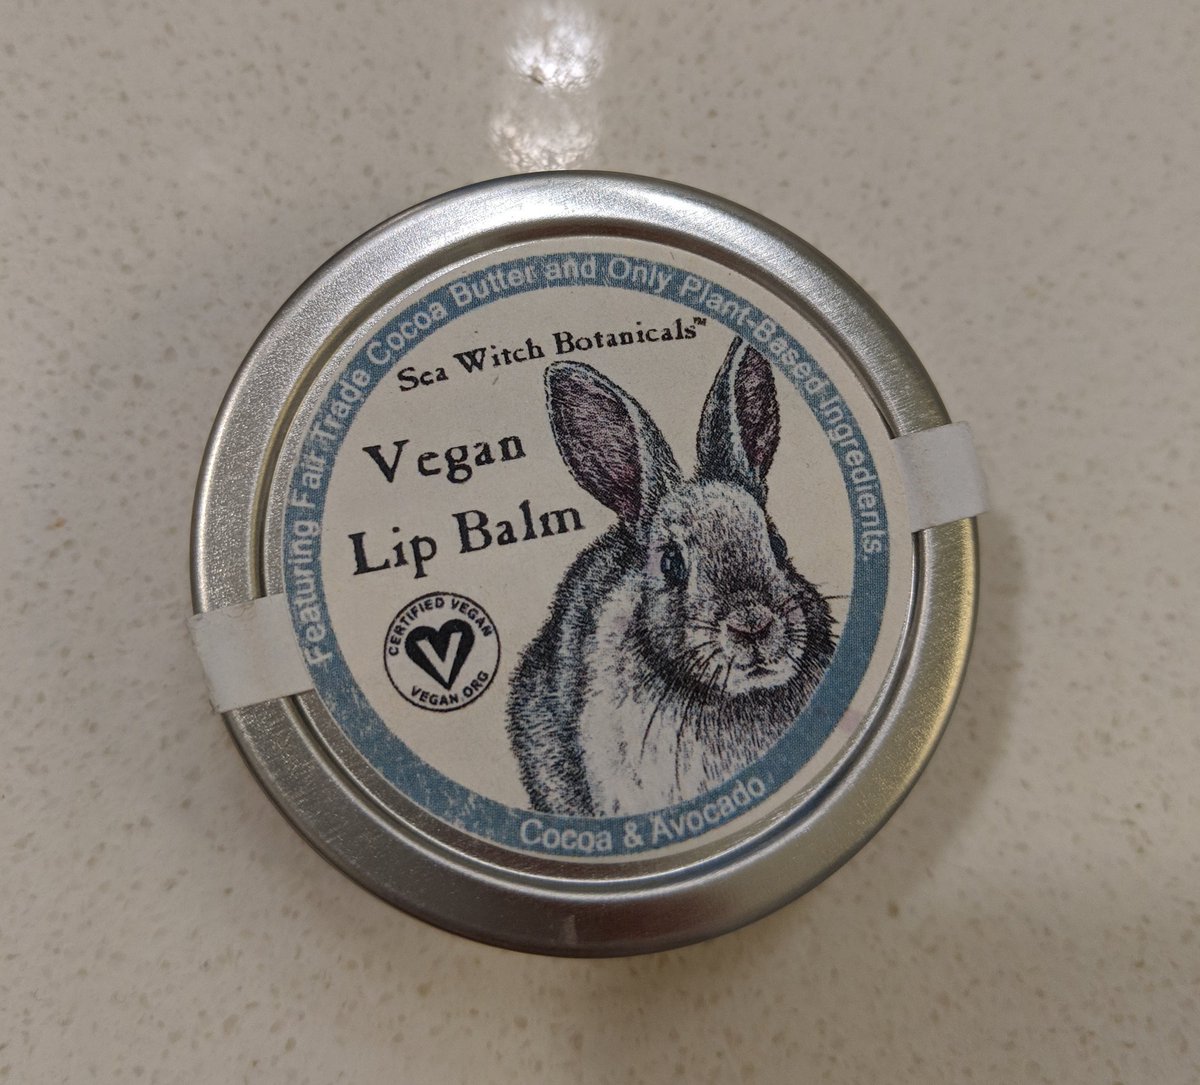 Featuring Fair Trade Cocoa Butter and Only Plant-Based Ingredients.
Sea Witch Botanicals™
Vegan
Lip Balm
CERTIFIED VEGAN
V
VEGAN.ORG
Cocoa & Avocado